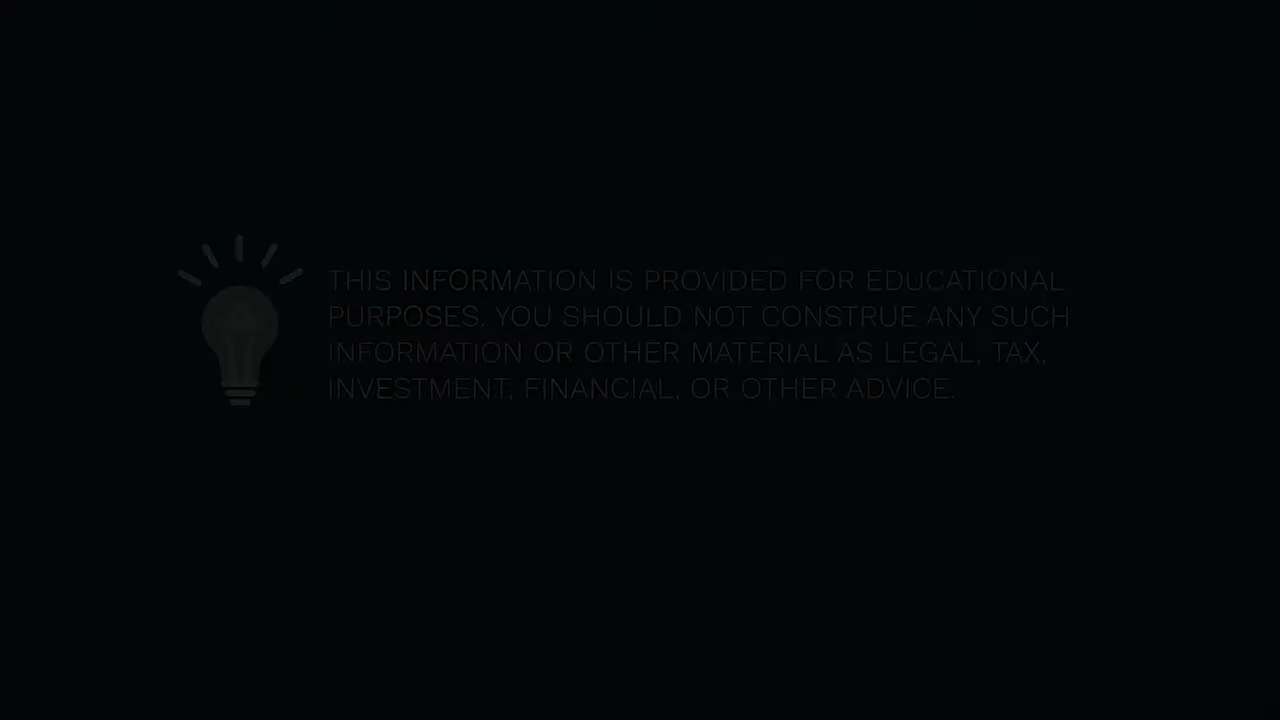 THIS INFORMATION IS PROVIDED FOR EDUCATIONAL
PURPOSES. YOU SHOULD NOT CONSTRUE ANY SUCH
INFORMATION OR OTHER MATERIAL AS LEGAL, TAX,
INVESTMENT, FINANCIAL, OR OTHER ADVICE.